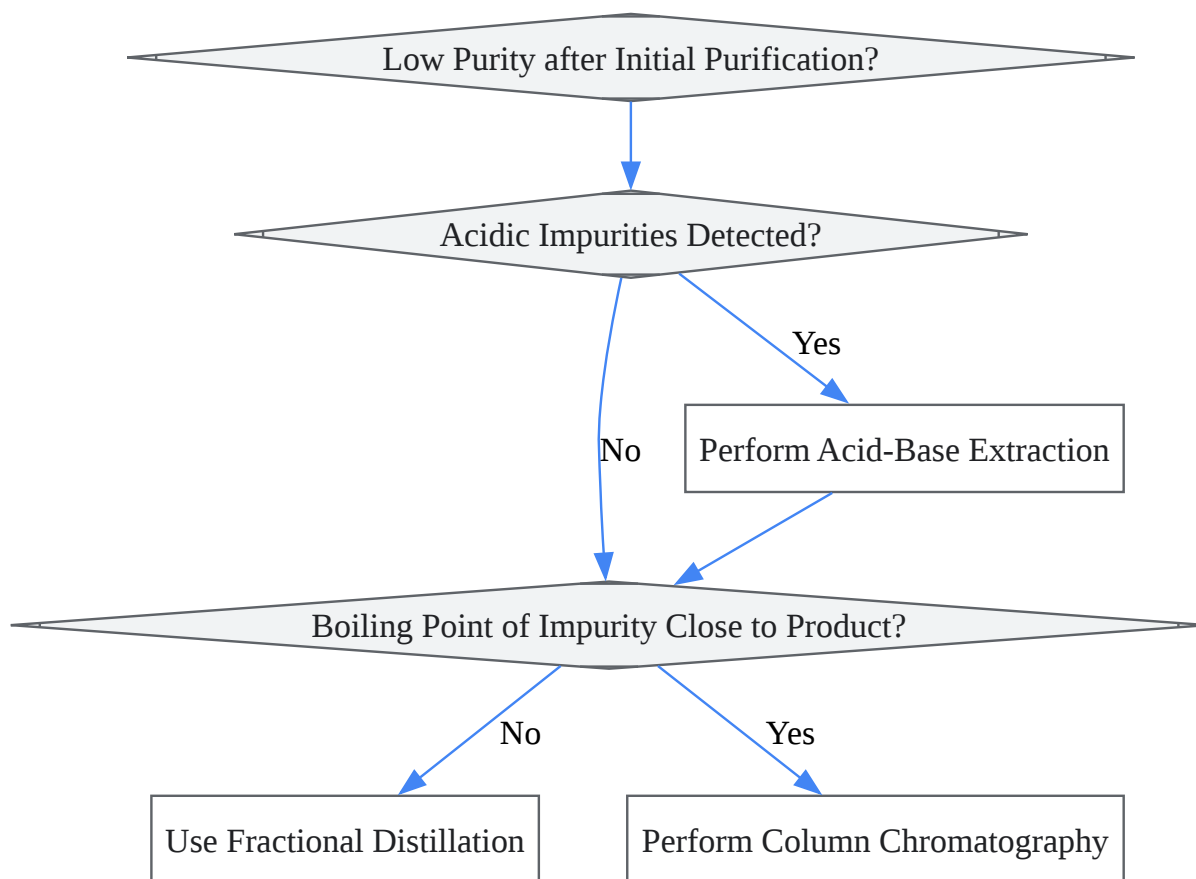 Low Purity after Initial Purification?
Acidic Impurities Detected?
Yes
No
Perform Acid-Base Extraction
Boiling Point of Impurity Close to Product?
No
Yes
Use Fractional Distillation
Perform Column Chromatography